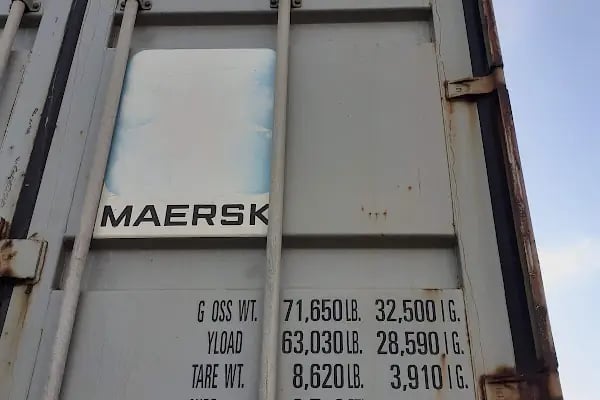 MAERSK
G OSS WT. 71,650 LB. 32,500 I G.
YLOAD 63,030 LB. 28,590 I G.
TARE WT. 8,620 LB. 3,910 I G.